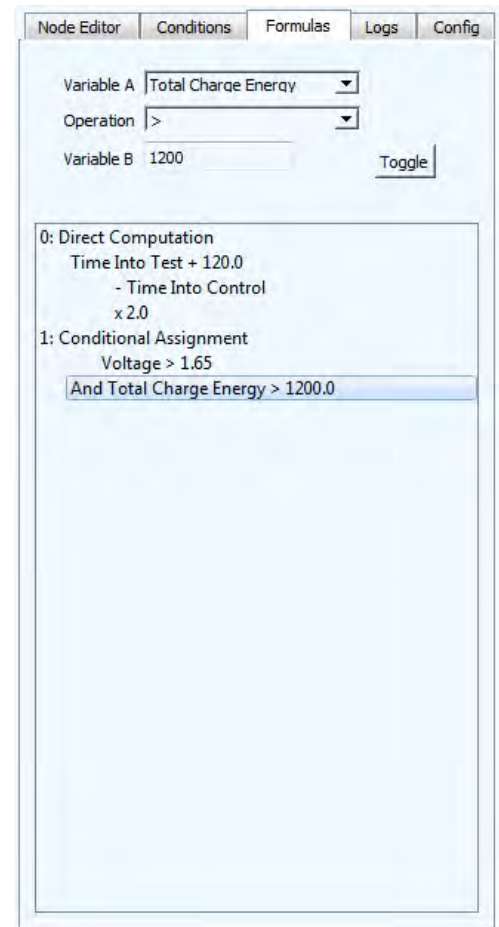 Node Editor Conditions Formulas Logs Config
Variable A Total Charge Energy
Operation >
Variable B 1200 Toggle
0: Direct Computation
Time Into Test + 120.0
- Time Into Control
x 2.0
1: Conditional Assignment
Voltage > 1.65
And Total Charge Energy > 1200.0